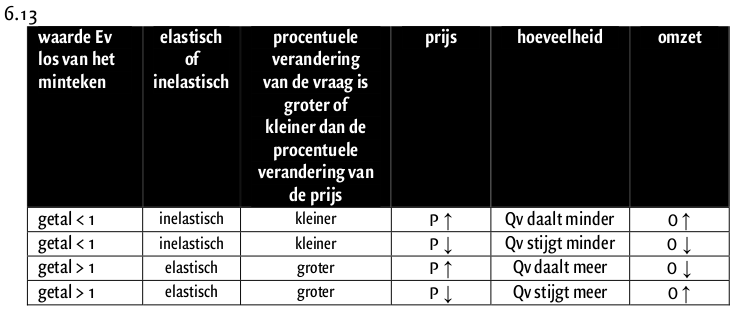 6.13
waarde Ev los van het minteken | elastisch of inelastisch | procentuele verandering van de vraag is groter of kleiner dan de procentuele verandering van de prijs | prijs | hoeveelheid | omzet
getal < 1 | inelastisch | kleiner | P ↑ | Qv daalt minder | O ↑
getal < 1 | inelastisch | kleiner | P ↓ | Qv stijgt minder | O ↓
getal > 1 | elastisch | groter | P ↑ | Qv daalt meer | O ↓
getal > 1 | elastisch | groter | P ↓ | Qv stijgt meer | O ↑